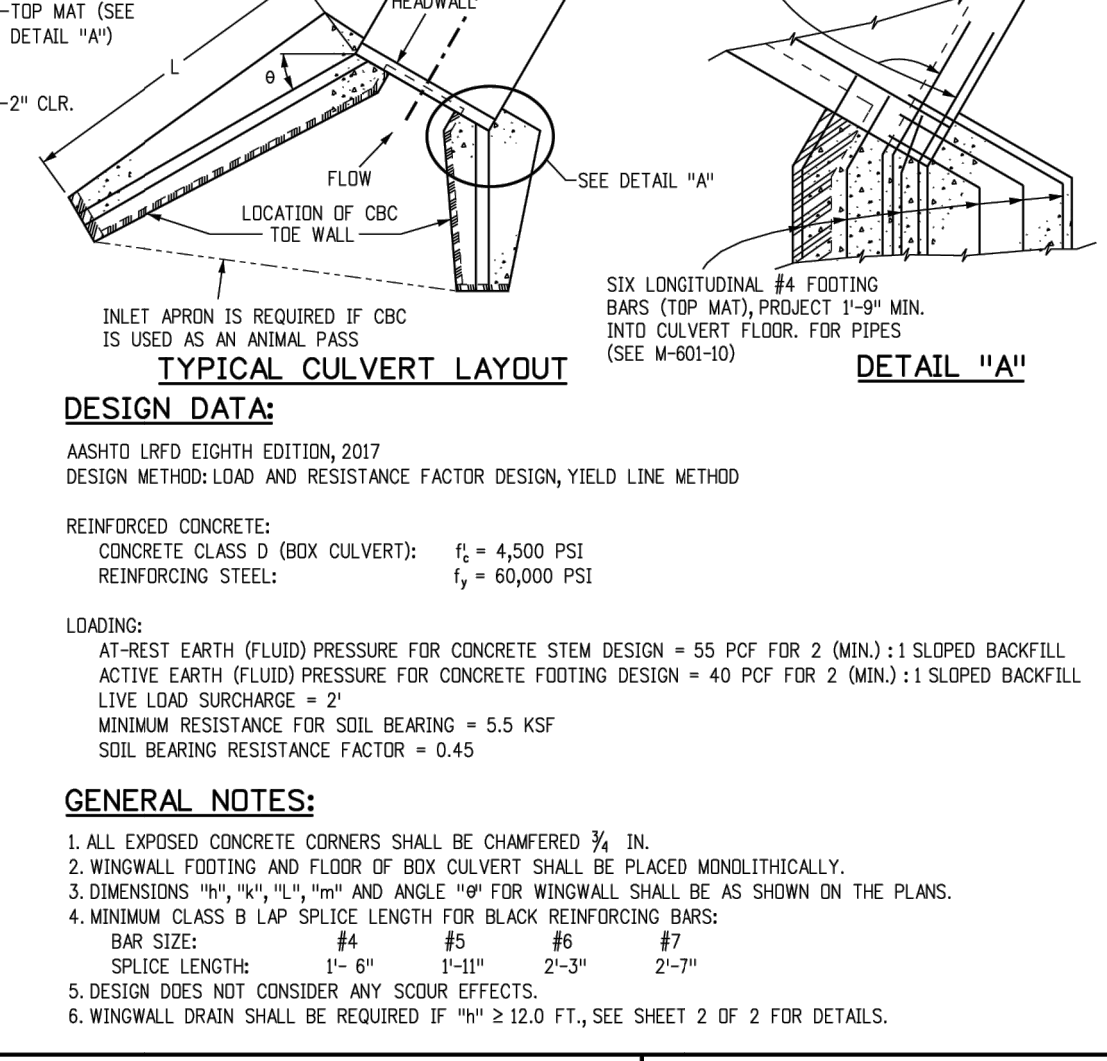 TOP MAT (SEE
DETAIL "A")
HEADWALL
L
θ
2" CLR.
FLOW
SEE DETAIL "A"
LOCATION OF CBC
TOE WALL
INLET APRON IS REQUIRED IF CBC
IS USED AS AN ANIMAL PASS
TYPICAL CULVERT LAYOUT
SIX LONGITUDINAL #4 FOOTING
BARS (TOP MAT), PROJECT 1'-9" MIN.
INTO CULVERT FLOOR. FOR PIPES
(SEE M-601-10)
DETAIL "A"
DESIGN DATA:
AASHTO LRFD EIGHTH EDITION, 2017
DESIGN METHOD: LOAD AND RESISTANCE FACTOR DESIGN, YIELD LINE METHOD
REINFORCED CONCRETE:
CONCRETE CLASS D (BOX CULVERT): f'c = 4,500 PSI
REINFORCING STEEL: fy = 60,000 PSI
LOADING:
AT-REST EARTH (FLUID) PRESSURE FOR CONCRETE STEM DESIGN = 55 PCF FOR 2 (MIN.) : 1 SLOPED BACKFILL
ACTIVE EARTH (FLUID) PRESSURE FOR CONCRETE FOOTING DESIGN = 40 PCF FOR 2 (MIN.) : 1 SLOPED BACKFILL
LIVE LOAD SURCHARGE = 2'
MINIMUM RESISTANCE FOR SOIL BEARING = 5.5 KSF
SOIL BEARING RESISTANCE FACTOR = 0.45
GENERAL NOTES:
1. ALL EXPOSED CONCRETE CORNERS SHALL BE CHAMFERED ¾ IN.
2. WINGWALL FOOTING AND FLOOR OF BOX CULVERT SHALL BE PLACED MONOLITHICALLY.
3. DIMENSIONS "h", "k", "L", "m" AND ANGLE "θ" FOR WINGWALL SHALL BE AS SHOWN ON THE PLANS.
4. MINIMUM CLASS B LAP SPLICE LENGTH FOR BLACK REINFORCING BARS:
BAR SIZE: #4 #5 #6 #7
SPLICE LENGTH: 1'- 6" 1'-11" 2'-3" 2'-7"
5. DESIGN DOES NOT CONSIDER ANY SCOUR EFFECTS.
6. WINGWALL DRAIN SHALL BE REQUIRED IF "h" ≥ 12.0 FT., SEE SHEET 2 OF 2 FOR DETAILS.